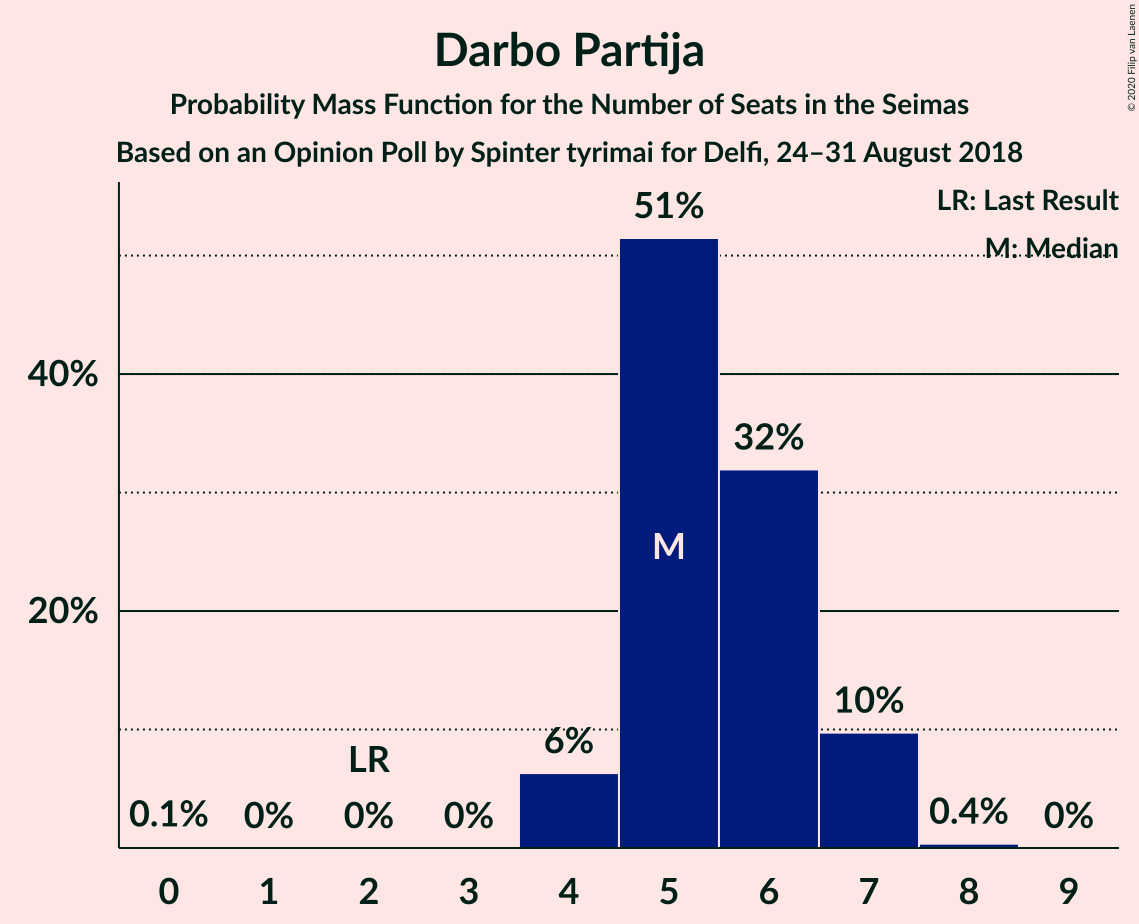 Darbo Partija
Probability Mass Function for the Number of Seats in the Seimas
Based on an Opinion Poll by Spinter tyrimai for Delfi, 24–31 August 2018
© 2020 Filip van Laenen
LR: Last Result
M: Median
51%
40%
32%
M
20%
10%
6%
LR
0.1%
0%
0%
0%
0.4%
0%
0 1 2 3 4 5 6 7 8 9